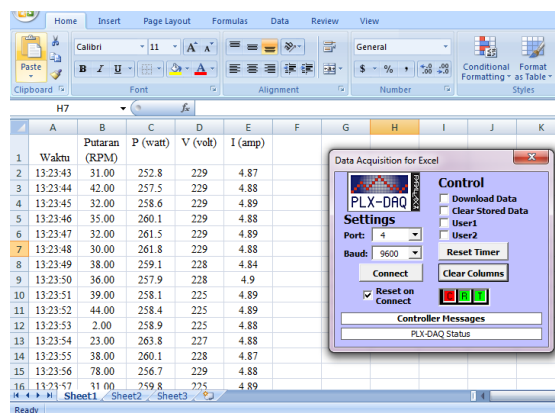 Home Insert Page Layout Formulas Data Review View
Calibri 11 A A General
Paste B I U A $ % , .00 .00 Conditional Format
Formatting as Table
Clipboard Font Alignment Number Styles
H7 fx
A B C D E F G H I J K
1 Waktu Putaran (RPM) P (watt) V (volt) I (amp)
2 13:23:43 31.00 252.8 229 4.87
3 13:23:44 42.00 257.5 229 4.88
4 13:23:45 32.00 258.6 229 4.89
5 13:23:46 35.00 260.1 229 4.88
6 13:23:47 32.00 261.5 229 4.88
7 13:23:48 30.00 261.8 229 4.88
8 13:23:49 38.00 259.1 228 4.84
9 13:23:50 36.00 257.9 228 4.9
10 13:23:51 39.00 258.1 225 4.89
11 13:23:52 44.00 258.4 225 4.89
12 13:23:53 2.00 258.9 225 4.88
13 13:23:54 23.00 263.8 227 4.88
14 13:23:55 38.00 260.1 227 4.87
15 13:23:56 78.00 256.7 229 4.88
16 13:23:57 31.00 259.8 225 4.89
Data Acquisition for Excel
PLX-DAQ
Control
Download Data
Clear Stored Data
User1
User2
Settings
Port: 4
Baud: 9600
Reset Timer
Connect
Clear Columns
Reset on
Connect
R T
Controller Messages
PLX-DAQ Status
Sheet1 Sheet2 Sheet3
Ready